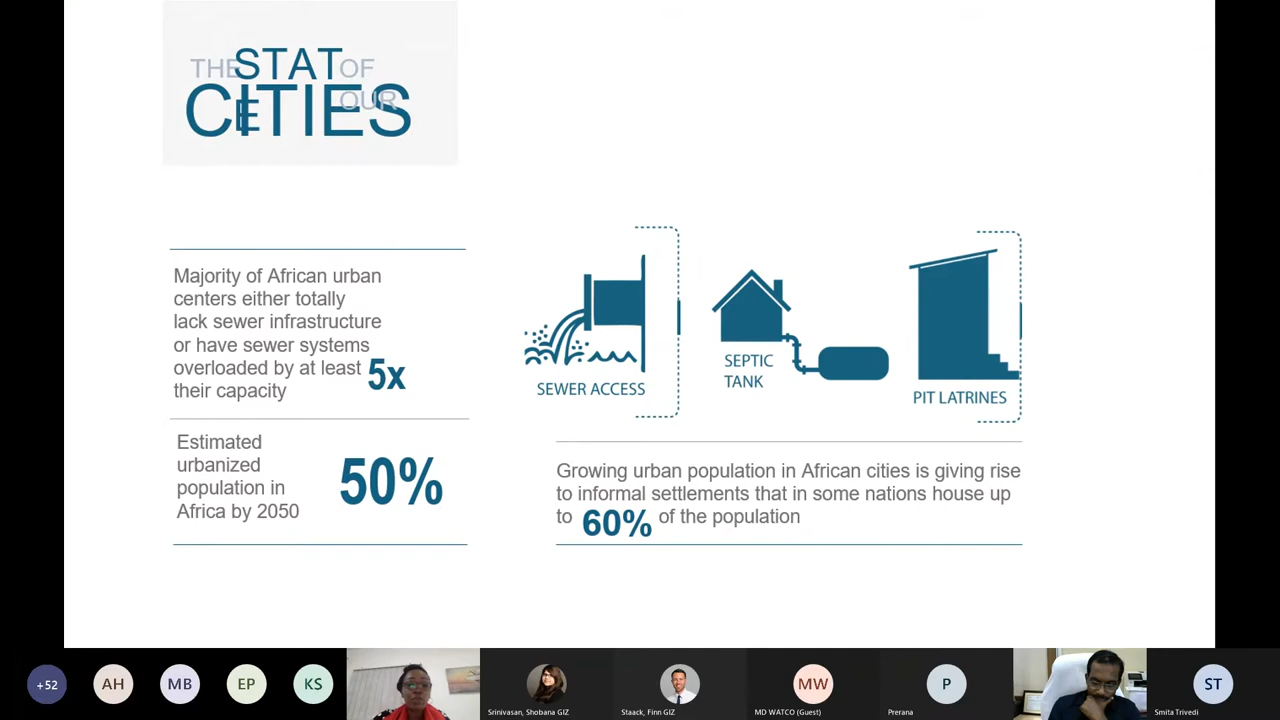 THE STATE OF OUR
CITIES
Majority of African urban
centers either totally
lack sewer infrastructure
or have sewer systems
overloaded by at least 5x
their capacity
Estimated
urbanized
population in
Africa by 2050
50%
SEWER ACCESS
SEPTIC
TANK
PIT LATRINES
Growing urban population in African cities is giving rise
to informal settlements that in some nations house up
to 60% of the population
+52
AH
MB
EP
KS
Srinivasan, Shobana GIZ
Staack, Finn GIZ
MW
MD WATCO (Guest)
P
Prerana
ST
Smita Trivedi